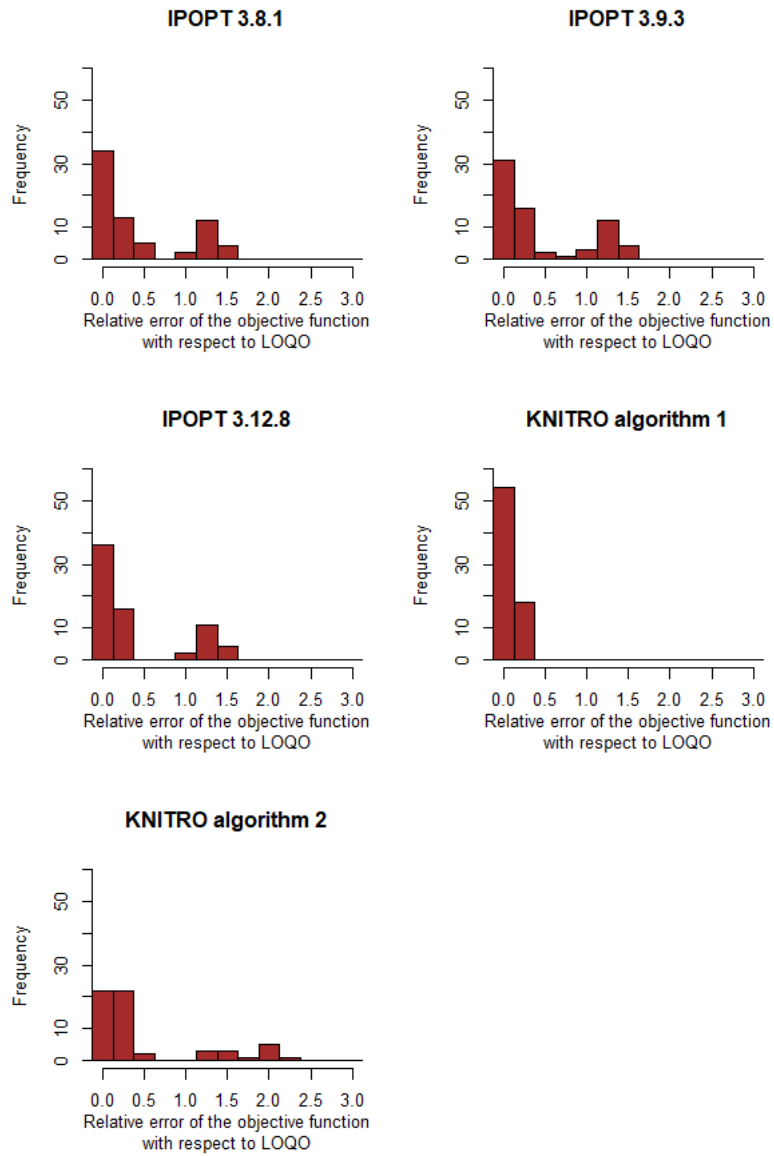 IPOPT 3.8.1
Frequency
0 10 30 50
0.0 0.5 1.0 1.5 2.0 2.5 3.0
Relative error of the objective function
with respect to LOQO
IPOPT 3.9.3
Frequency
0 10 30 50
0.0 0.5 1.0 1.5 2.0 2.5 3.0
Relative error of the objective function
with respect to LOQO
IPOPT 3.12.8
Frequency
0 10 30 50
0.0 0.5 1.0 1.5 2.0 2.5 3.0
Relative error of the objective function
with respect to LOQO
KNITRO algorithm 1
Frequency
0 10 30 50
0.0 0.5 1.0 1.5 2.0 2.5 3.0
Relative error of the objective function
with respect to LOQO
KNITRO algorithm 2
Frequency
0 10 30 50
0.0 0.5 1.0 1.5 2.0 2.5 3.0
Relative error of the objective function
with respect to LOQO